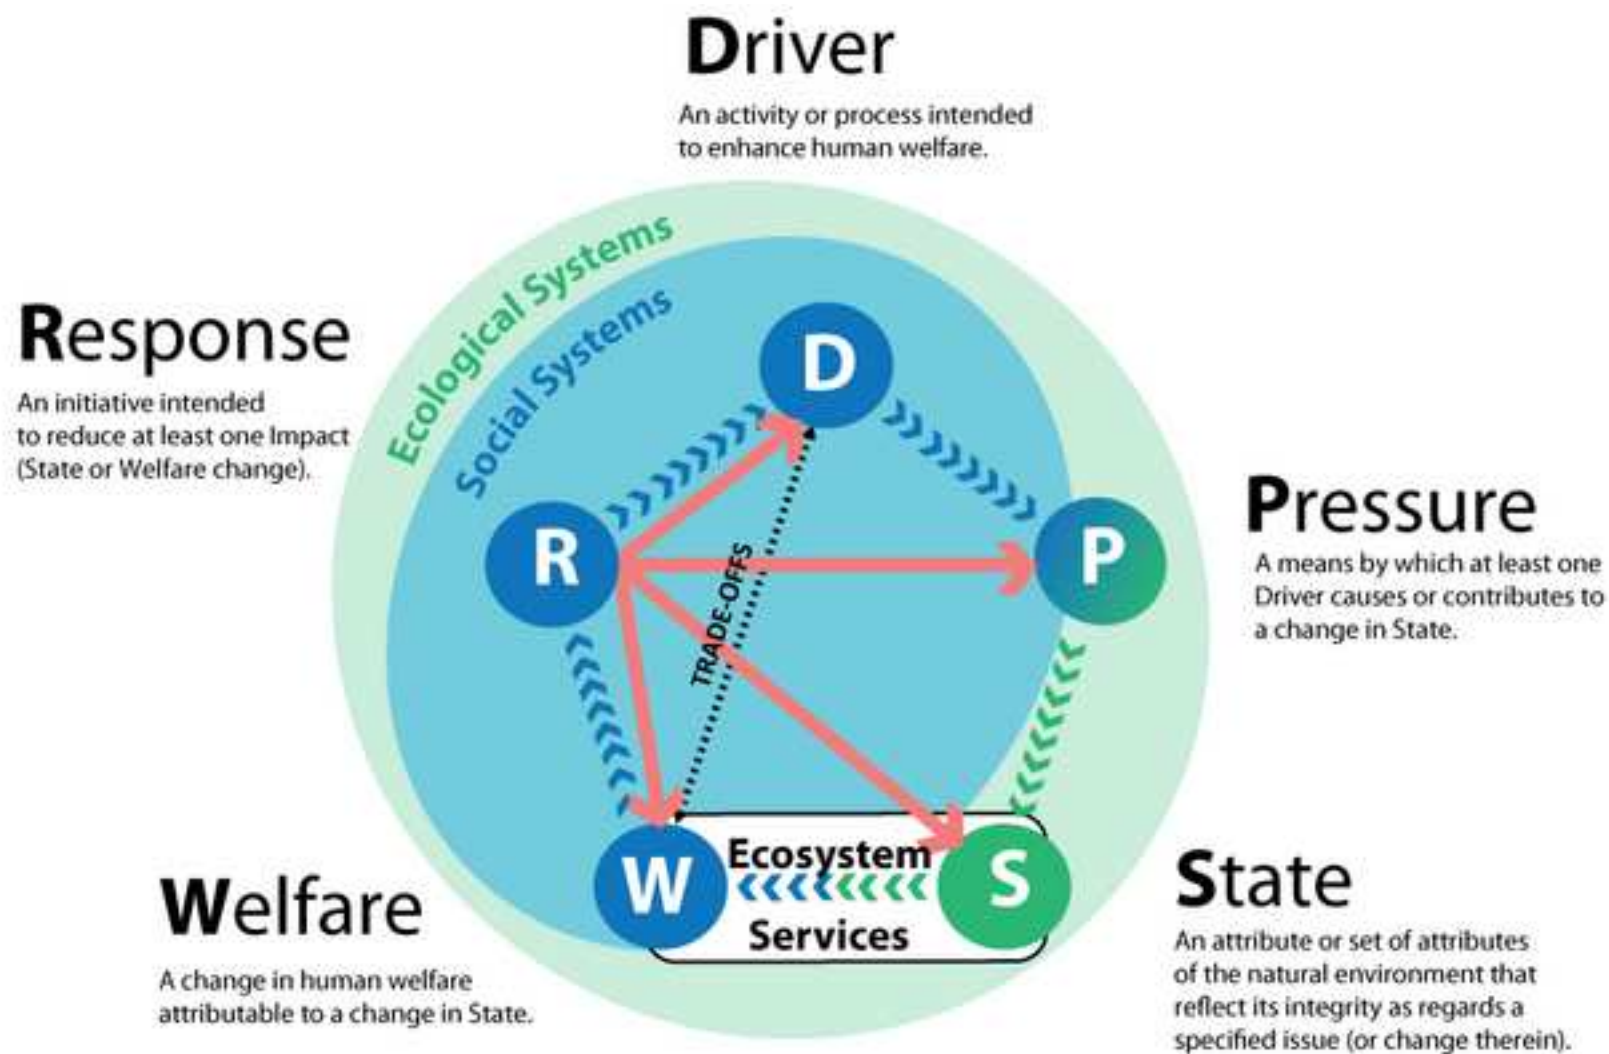 Driver
An activity or process intended
to enhance human welfare.
Ecological Systems
Social Systems
Response
An initiative intended
to reduce at least one Impact
(State or Welfare change).
D
R
P
TRADE-OFFS
Pressure
A means by which at least one
Driver causes or contributes to
a change in State.
W
Ecosystem
Services
S
Welfare
A change in human welfare
attributable to a change in State.
State
An attribute or set of attributes
of the natural environment that
reflect its integrity as regards a
specified issue (or change therein).